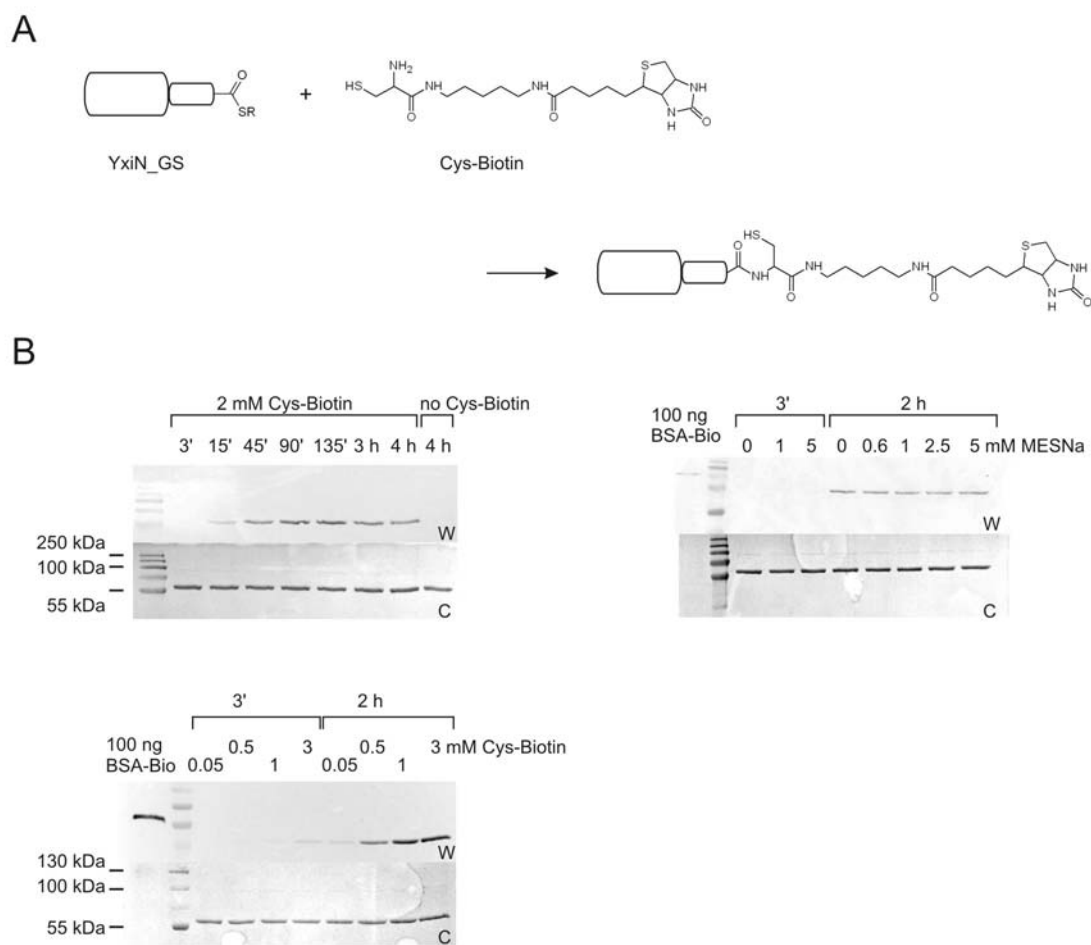 A
NH2
HS
NH
O
NH
O
S
NH
N
H
O
O
SR
+
YxiN_GS
Cys-Biotin
HS
O
NH
O
NH
NH
O
S
NH
N
H
O
B
2 mM Cys-Biotin no Cys-Biotin
3' 15' 45' 90' 135' 3 h 4 h 4 h
W
250 kDa
100 kDa
55 kDa
C
3' 2 h
100 ng
BSA-Bio 0 1 5 0 0.6 1 2.5 5 mM MESNa
W
C
3' 2 h
100 ng 0.5 3 0.5 3 mM Cys-Biotin
BSA-Bio 0.05 1 0.05 1
W
130 kDa
100 kDa
55 kDa
C